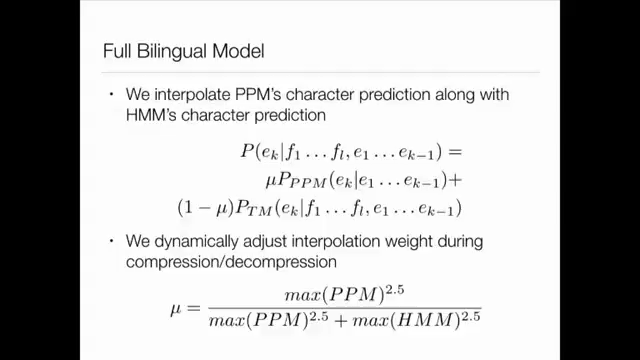 Full Bilingual Model
• We interpolate PPM's character prediction along with
HMM's character prediction
P(e_k|f_1 ... f_l, e_1 ... e_{k−1}) =
μP_{PPM}(e_k|e_1 ... e_{k−1})+
(1 − μ)P_{TM}(e_k|f_1 ... f_l, e_1 ... e_{k−1})
• We dynamically adjust interpolation weight during
compression/decompression
μ = max(PPM)^{2.5} / max(PPM)^{2.5} + max(HMM)^{2.5}